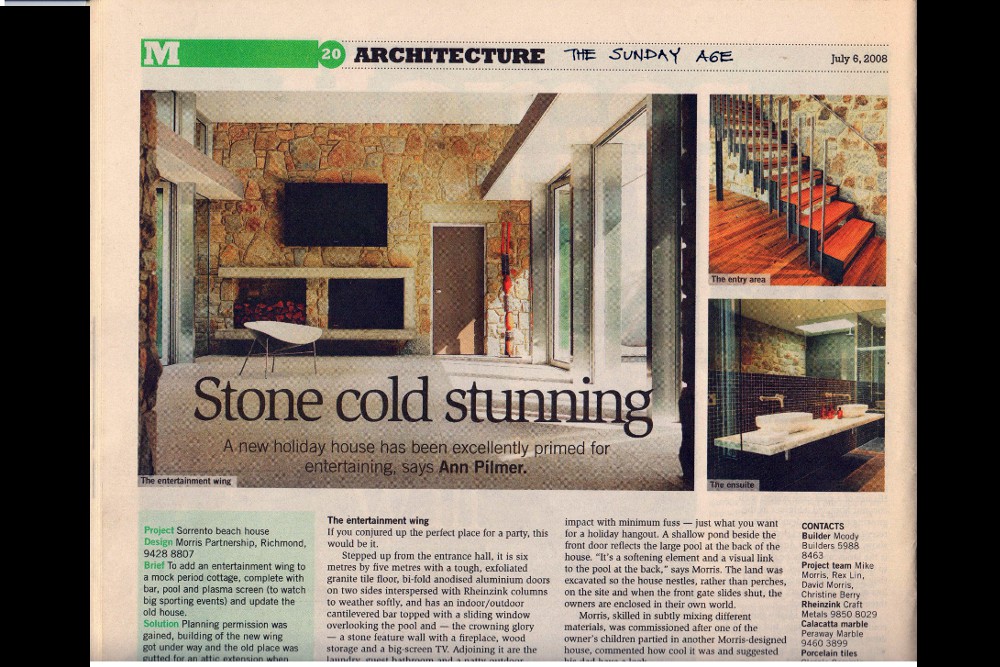 M 20 ARCHITECTURE THE SUNDAY AGE July 6, 2008
The entry area
Stone cold stunning
A new holiday house has been excellently primed for
entertaining, says Ann Pilmer.
The entertainment wing
The ensuite
Project Sorrento beach house
Design Morris Partnership, Richmond,
9428 8807
Brief To add an entertaining wing to
a mock period cottage, complete with
bar, pool and plasma screen (to watch
big sporting events) and update the
old house.
Solution Planning permission was
gained, building of the new wing
got under way and the old place was
gutted for an attic extension when
The entertainment wing
If you conjured up the perfect place for a party, this
would be it.
Stepped up from the entrance hall, it is six
metres by five metres with a tough, exfoliated
granite tile floor, bi-fold anodised aluminium doors
on two sides interspersed with Rheinzink columns
to weather softly, and has an indoor/outdoor
cantilevered bar topped with a sliding window
overlooking the pool and — the crowning glory
— a stone feature wall with a fireplace, wood
storage and a big-screen TV. Adjoining it are the
laundry, guest bathroom and a patty outdoor
impact with minimum fuss — just what you want
for a holiday hangout. A shallow pond beside the
front door reflects the large pool at the back of the
house. "It's a softening element and a visual link
to the pool at the back," says Morris. The land was
excavated so the house nestles, rather than perches,
on the site and when the front gate slides shut, the
owners are enclosed in their own world.
Morris, skilled in subtly mixing different
materials, was commissioned after one of the
owner's children partied in another Morris-designed
house, commented how cool it was and suggested
his dad have a look.
CONTACTS
Builder Moody
Builders 5988
8463
Project team Mike
Morris, Rex Lin,
David Morris,
Christine Berry
Rheinzink Craft
Metals 9850 8029
Calacatta marble
Peraway Marble
9460 3899
Porcelain tiles